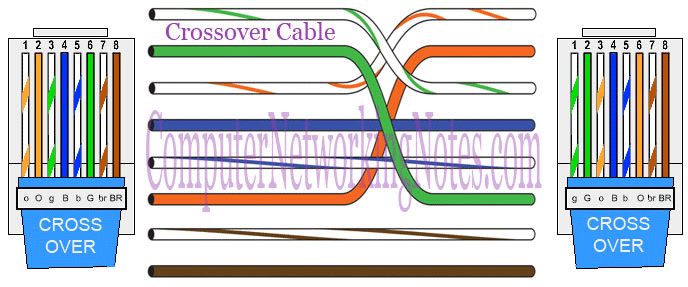 Crossover Cable
1 2 3 4 5 6 7 8
o O g B b G br BR
CROSS
OVER
ComputerNetworkingNotes.com
1 2 3 4 5 6 7 8
g G o B b O br BR
CROSS
OVER